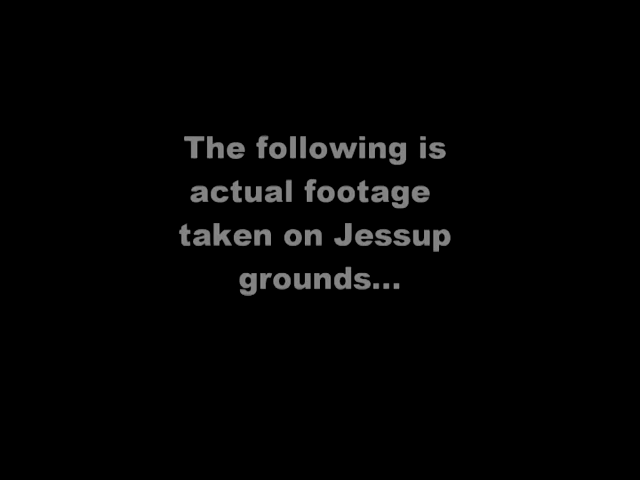 The following is
actual footage
taken on Jessup
grounds...